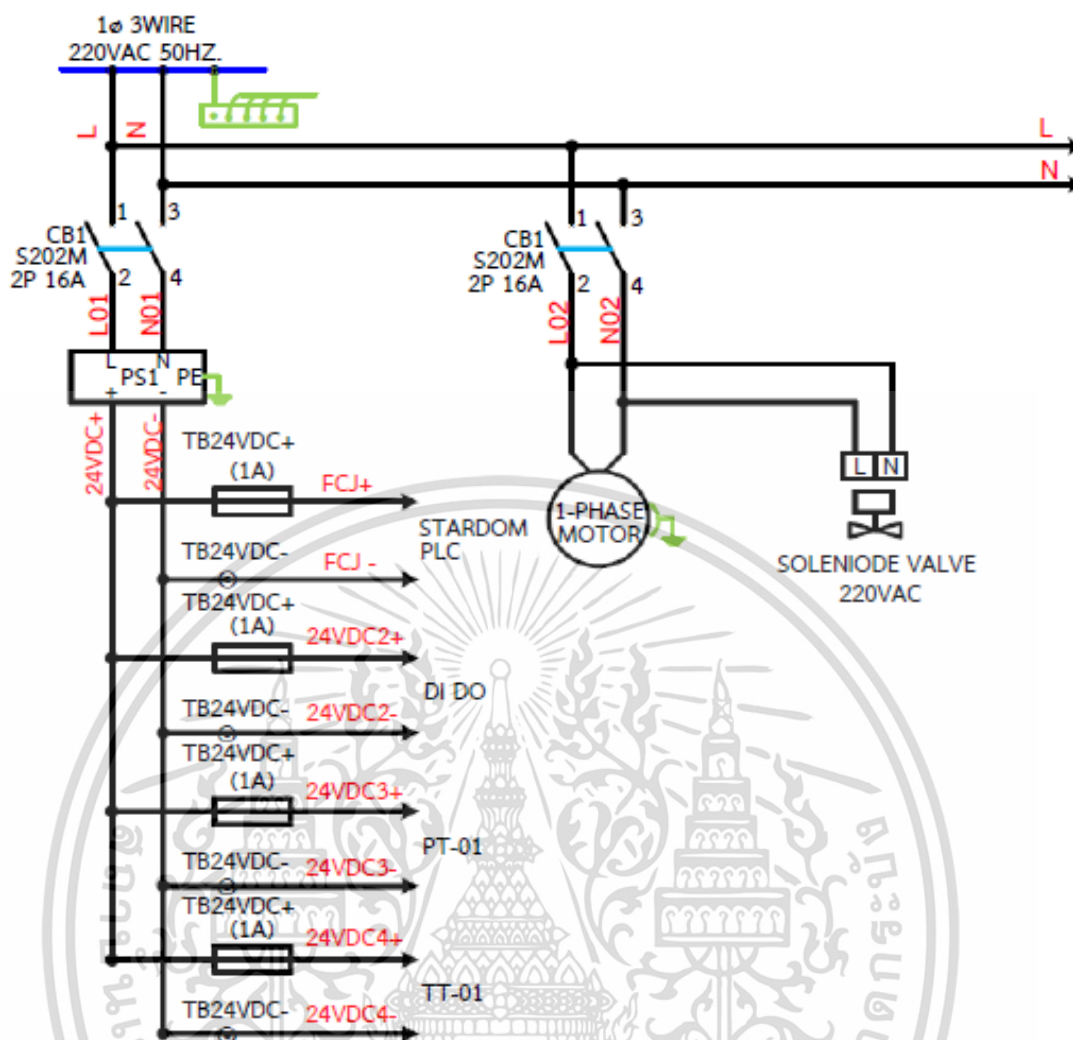 1ø 3WIRE
220VAC 50HZ.
L
N
L
N
1
3
CB1
S202M
2P 16A
2
4
L01
N01
L
N
PS1
PE
+
-
24VDC+
24VDC-
1
3
CB1
S202M
2P 16A
2
4
L02
N02
1-PHASE
MOTOR
L
N
SOLENIODE VALVE
220VAC
TB24VDC+
(1A)
FCJ+
STARDOM
PLC
TB24VDC-
FCJ -
TB24VDC+
(1A)
24VDC2+
DI DO
TB24VDC-
24VDC2-
TB24VDC+
(1A)
24VDC3+
PT-01
TB24VDC-
24VDC3-
TB24VDC+
(1A)
24VDC4+
TT-01
TB24VDC-
24VDC4-